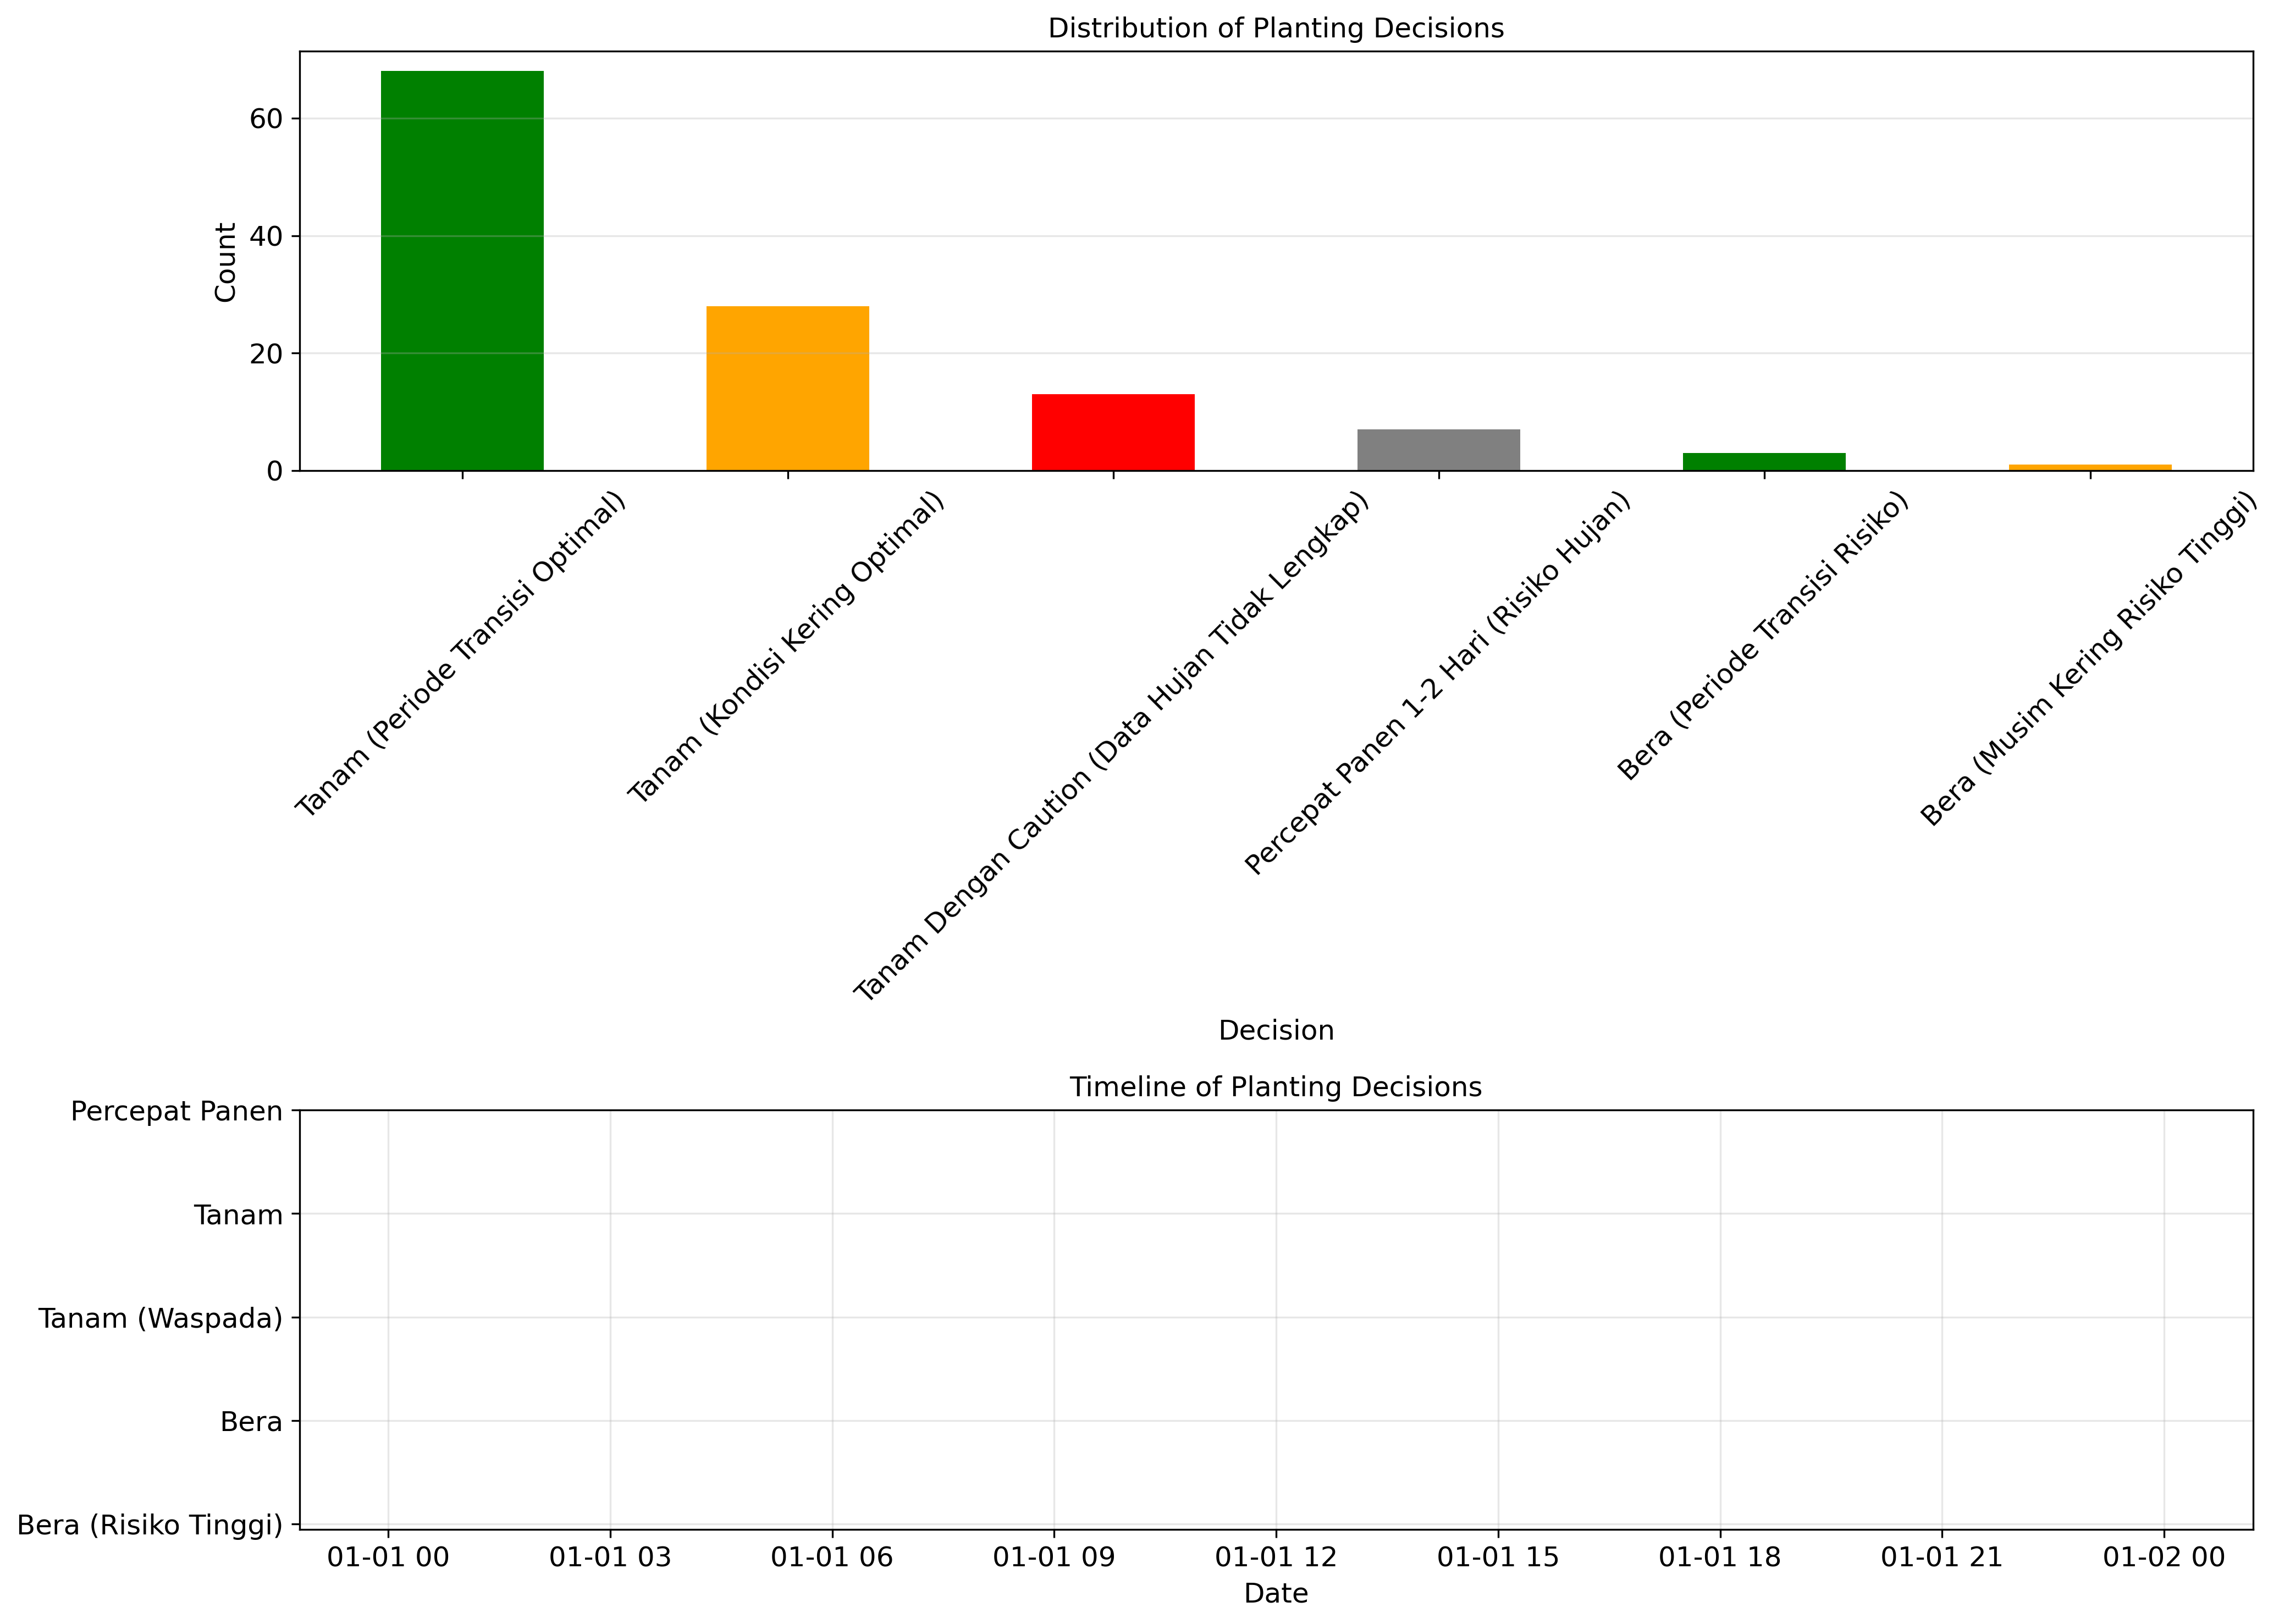 Distribution of Planting Decisions
60
40
20
0
Count
Tanam (Periode Transisi Optimal)
Tanam (Kondisi Kering Optimal)
Tanam Dengan Caution (Data Hujan Tidak Lengkap)
Percepat Panen 1-2 Hari (Risiko Hujan)
Bera (Periode Transisi Risiko)
Bera (Musim Kering Risiko Tinggi)
Decision
Timeline of Planting Decisions
Percepat Panen
Tanam
Tanam (Waspada)
Bera
Bera (Risiko Tinggi)
01-01 00
01-01 03
01-01 06
01-01 09
01-01 12
01-01 15
01-01 18
01-01 21
01-02 00
Date